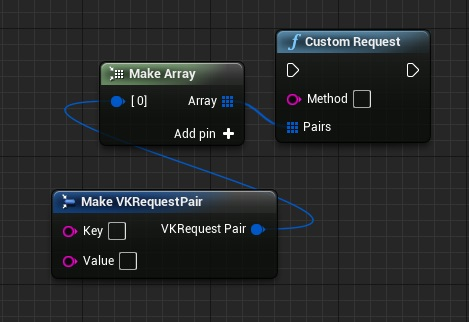 Custom Request
Method
Pairs
Make Array
[ 0] Array
Add pin
Make VKRequestPair
Key VKRequest Pair
Value